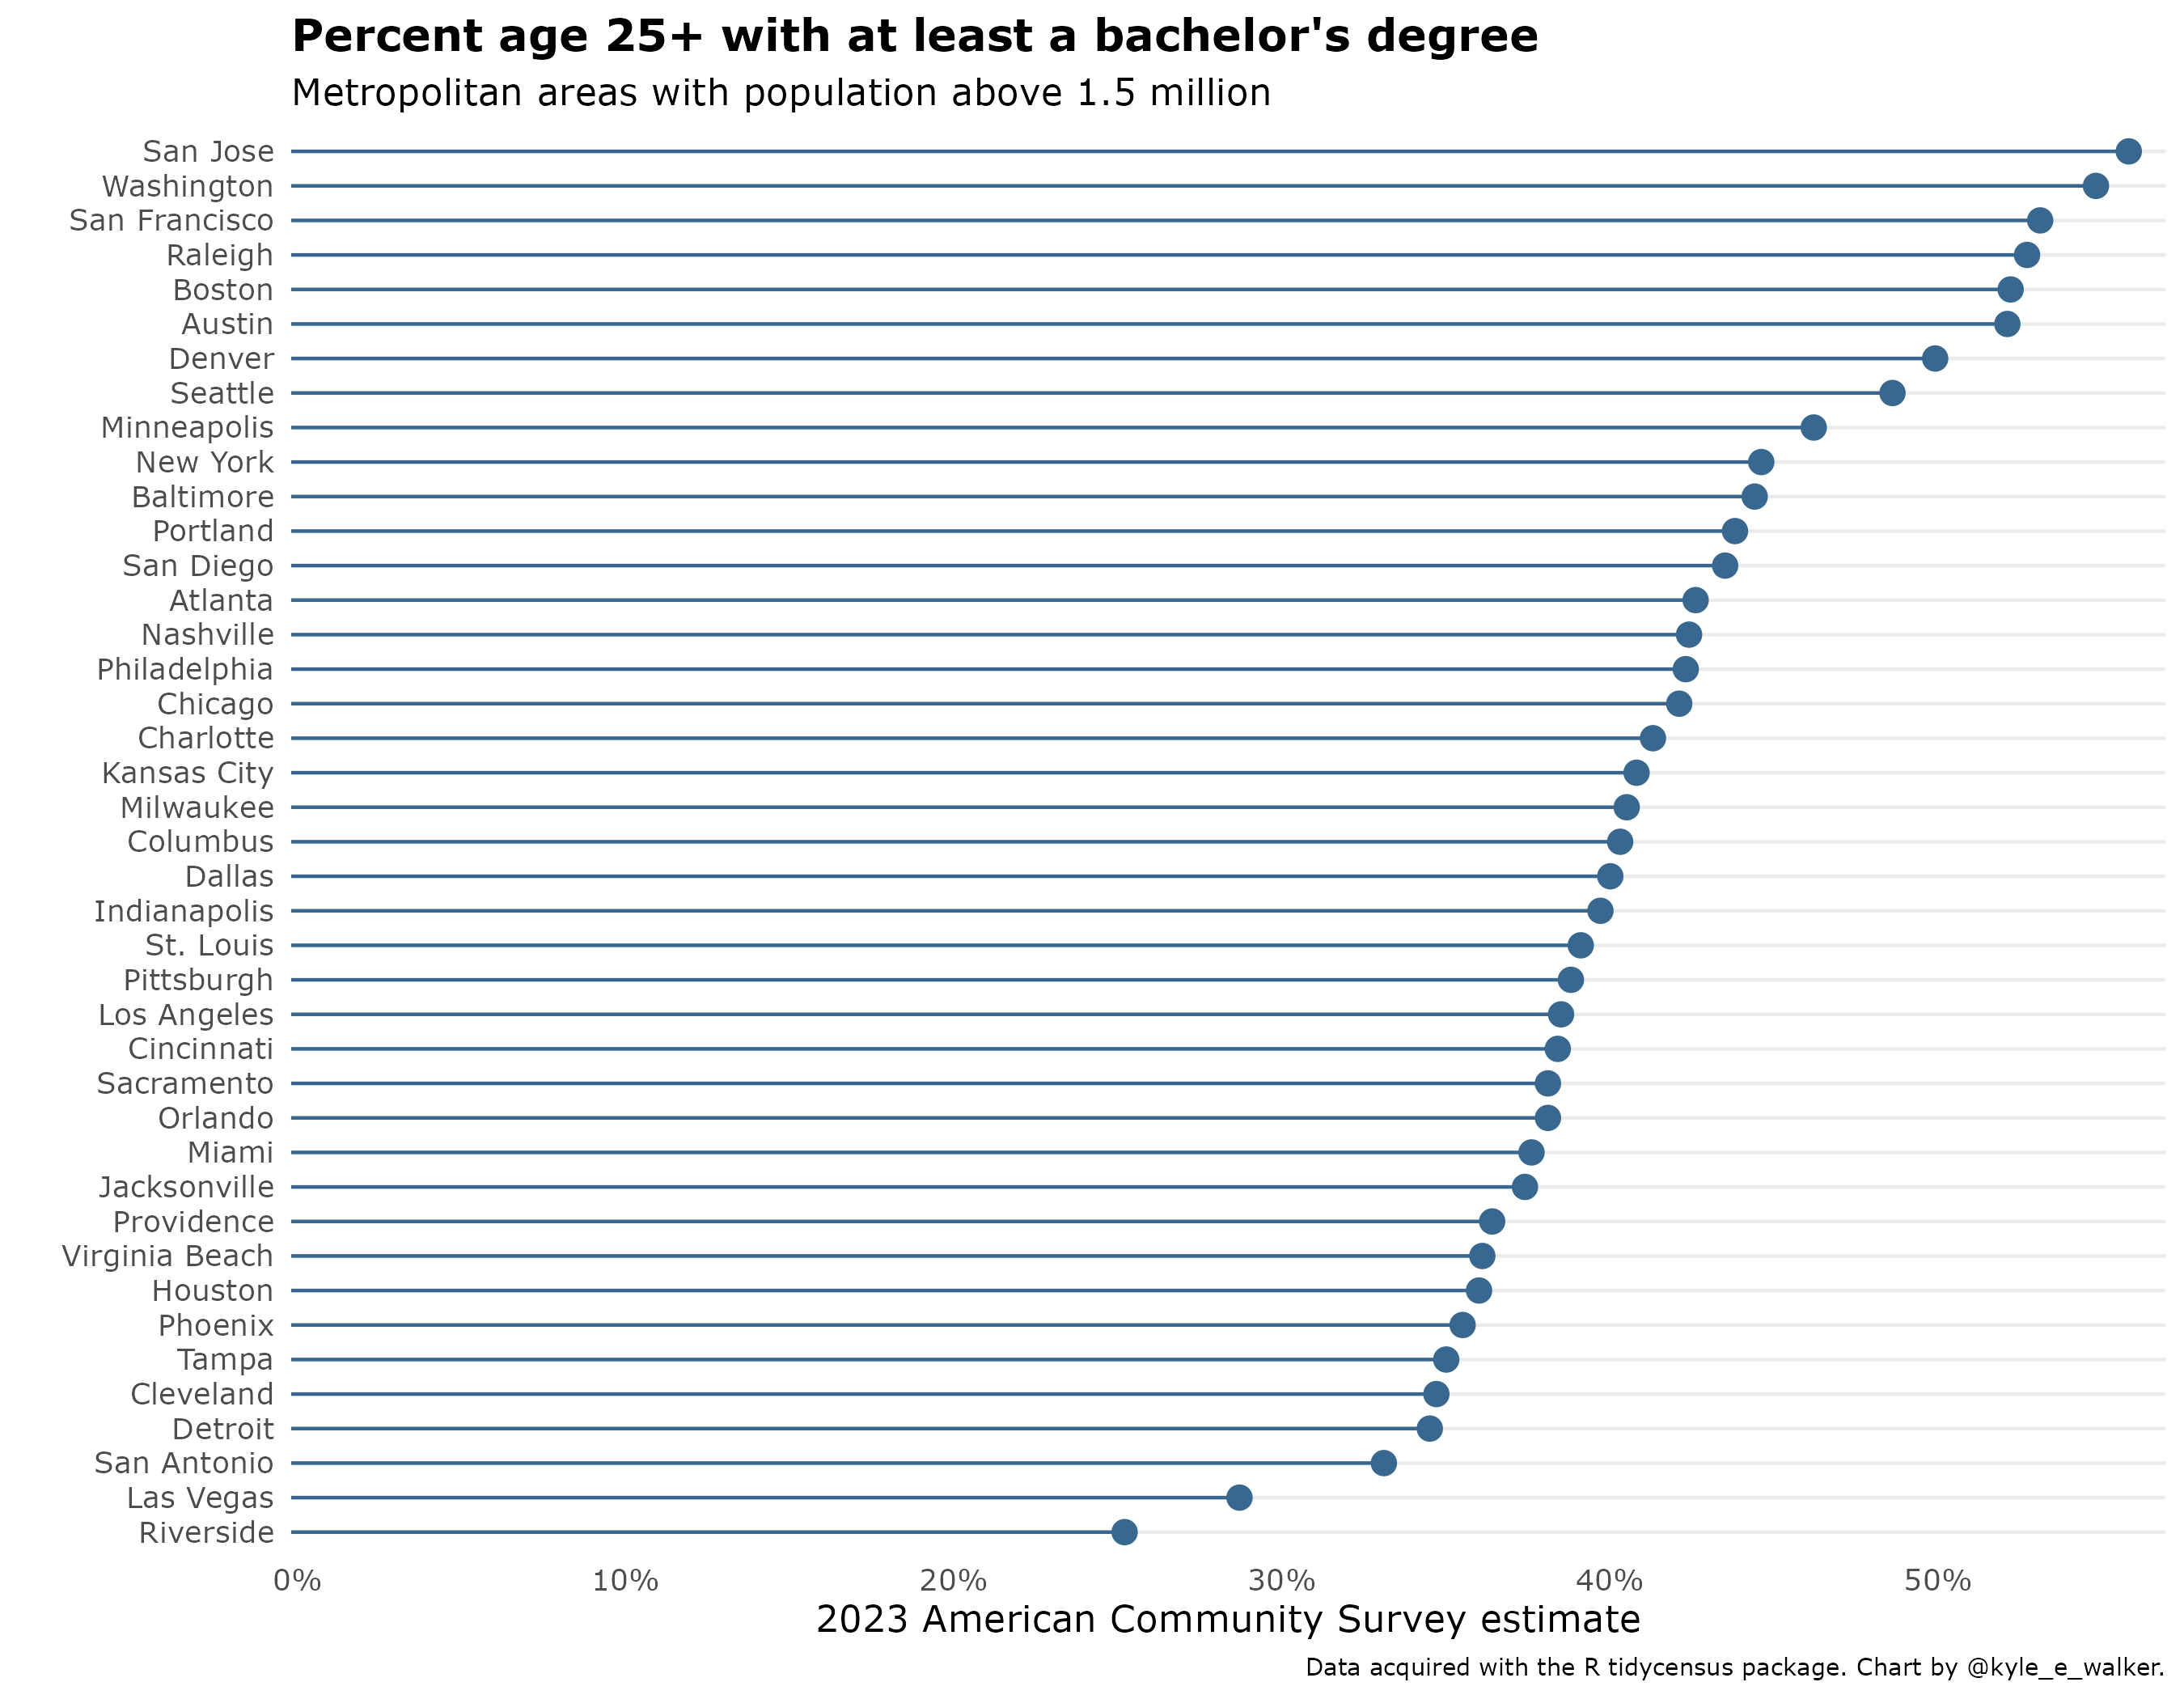 Percent age 25+ with at least a bachelor's degree
Metropolitan areas with population above 1.5 million
San Jose
Washington
San Francisco
Raleigh
Boston
Austin
Denver
Seattle
Minneapolis
New York
Baltimore
Portland
San Diego
Atlanta
Nashville
Philadelphia
Chicago
Charlotte
Kansas City
Milwaukee
Columbus
Dallas
Indianapolis
St. Louis
Pittsburgh
Los Angeles
Cincinnati
Sacramento
Orlando
Miami
Jacksonville
Providence
Virginia Beach
Houston
Phoenix
Tampa
Cleveland
Detroit
San Antonio
Las Vegas
Riverside
0% 10% 20% 30% 40% 50%
2023 American Community Survey estimate
Data acquired with the R tidycensus package. Chart by @kyle_e_walker.